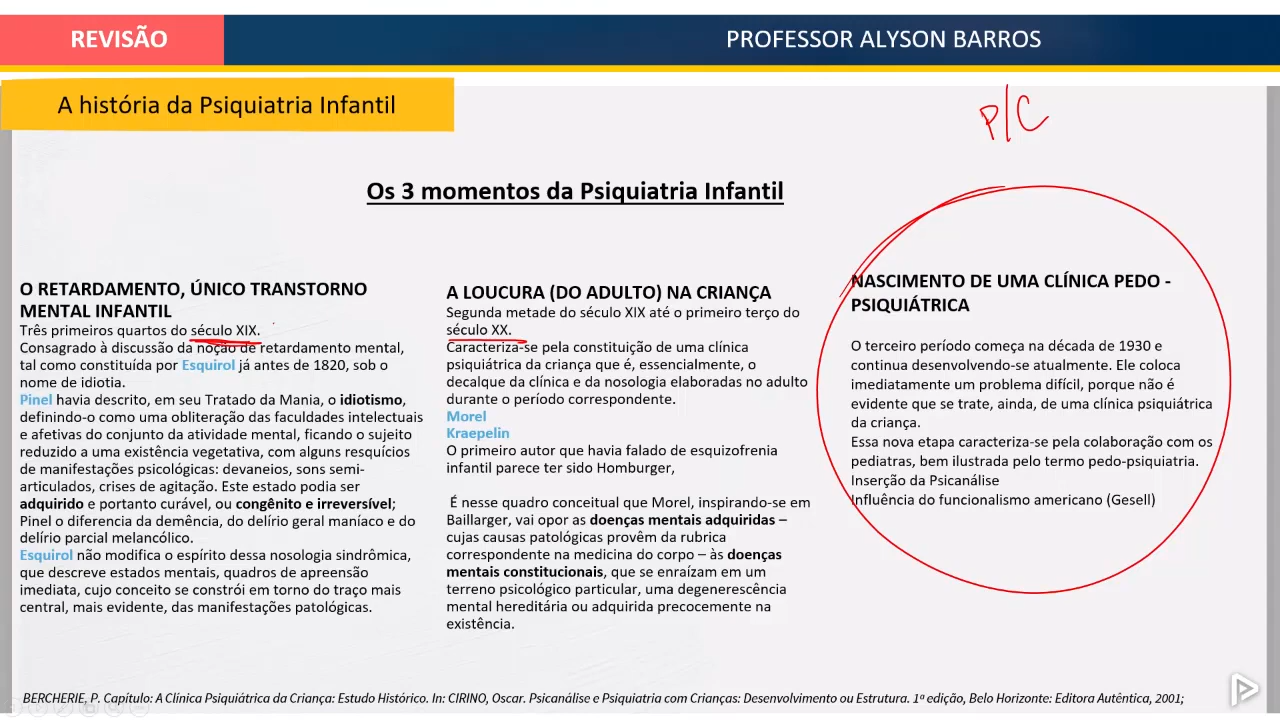 REVISÃO
PROFESSOR ALYSON BARROS
A história da Psiquiatria Infantil
P/C
Os 3 momentos da Psiquiatria Infantil
O RETARDAMENTO, ÚNICO TRANSTORNO
MENTAL INFANTIL
Três primeiros quartos do século XIX.
Consagrado à discussão da noção de retardamento mental,
tal como constituída por Esquirol já antes de 1820, sob o
nome de idiotia.
Pinel havia descrito, em seu Tratado da Mania, o idiotismo,
definindo-o como uma obliteração das faculdades intelectuais
e afetivas do conjunto da atividade mental, ficando o sujeito
reduzido a uma existência vegetativa, com alguns resquícios
de manifestações psicológicas: devaneios, sons semi-
articulados, crises de agitação. Este estado podia ser
adquirido e portanto curável, ou congênito e irreversível;
Pinel o diferencia da demência, do delírio geral maníaco e do
delírio parcial melancólico.
Esquirol não modifica o espírito dessa nosologia sindrômica,
que descreve estados mentais, quadros de apreensão
imediata, cujo conceito se constrói em torno do traço mais
central, mais evidente, das manifestações patológicas.
A LOUCURA (DO ADULTO) NA CRIANÇA
Segunda metade do século XIX até o primeiro terço do
século XX.
Caracteriza-se pela constituição de uma clínica
psiquiátrica da criança que é, essencialmente, o
decalque da clínica e da nosologia elaboradas no adulto
durante o período correspondente.
Morel
Kraepelin
O primeiro autor que havia falado de esquizofrenia
infantil parece ter sido Homburger,
É nesse quadro conceitual que Morel, inspirando-se em
Baillarger, vai opor as doenças mentais adquiridas –
cujas causas patológicas provêm da rubrica
correspondente na medicina do corpo – às doenças
mentais constitucionais, que se enraízam em um
terreno psicológico particular, uma degenerescência
mental hereditária ou adquirida precocemente na
existência.
NASCIMENTO DE UMA CLÍNICA PEDO -
PSIQUIÁTRICA
O terceiro período começa na década de 1930 e
continua desenvolvendo-se atualmente. Ele coloca
imediatamente um problema difícil, porque não é
evidente que se trate, ainda, de uma clínica psiquiátrica
da criança.
Essa nova etapa caracteriza-se pela colaboração com os
pediatras, bem ilustrada pelo termo pedo-psiquiatria.
Inserção da Psicanálise
Influência do funcionalismo americano (Gesell)
BERCHERIE, P. Capítulo: A Clínica Psiquiátrica da Criança: Estudo Histórico. In: CIRINO, Oscar. Psicanálise e Psiquiatria com Crianças: Desenvolvimento ou Estrutura. 1ª edição, Belo Horizonte: Editora Autêntica, 2001;